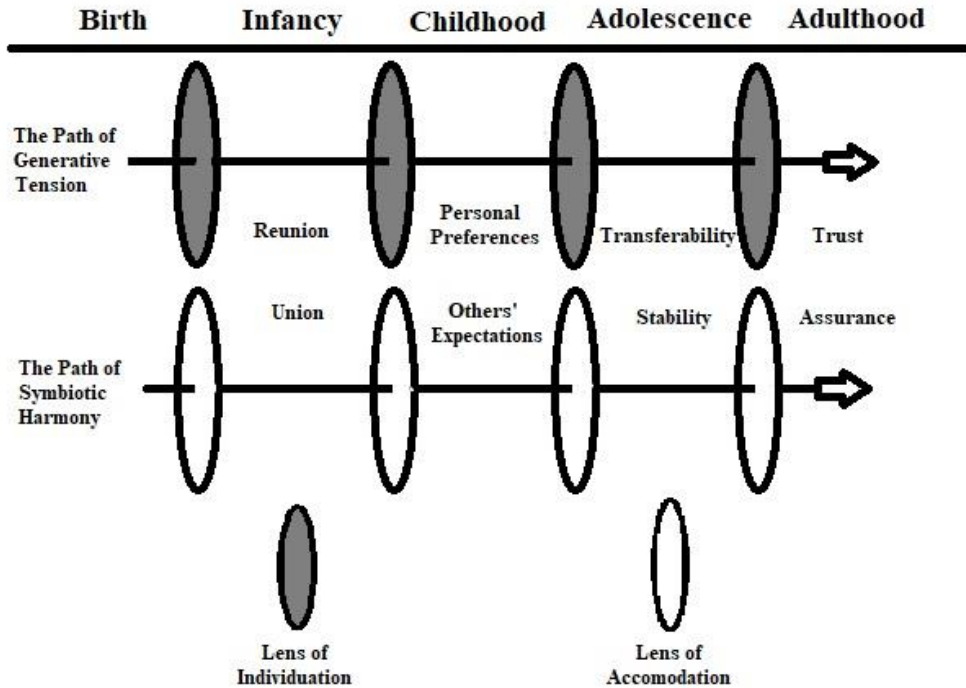 Birth Infancy Childhood Adolescence Adulthood
The Path of
Generative
Tension
Reunion
Personal
Preferences
Transferability
Trust
Union
Others'
Expectations
Stability
Assurance
The Path of
Symbiotic
Harmony
Lens of
Individuation
Lens of
Accomodation